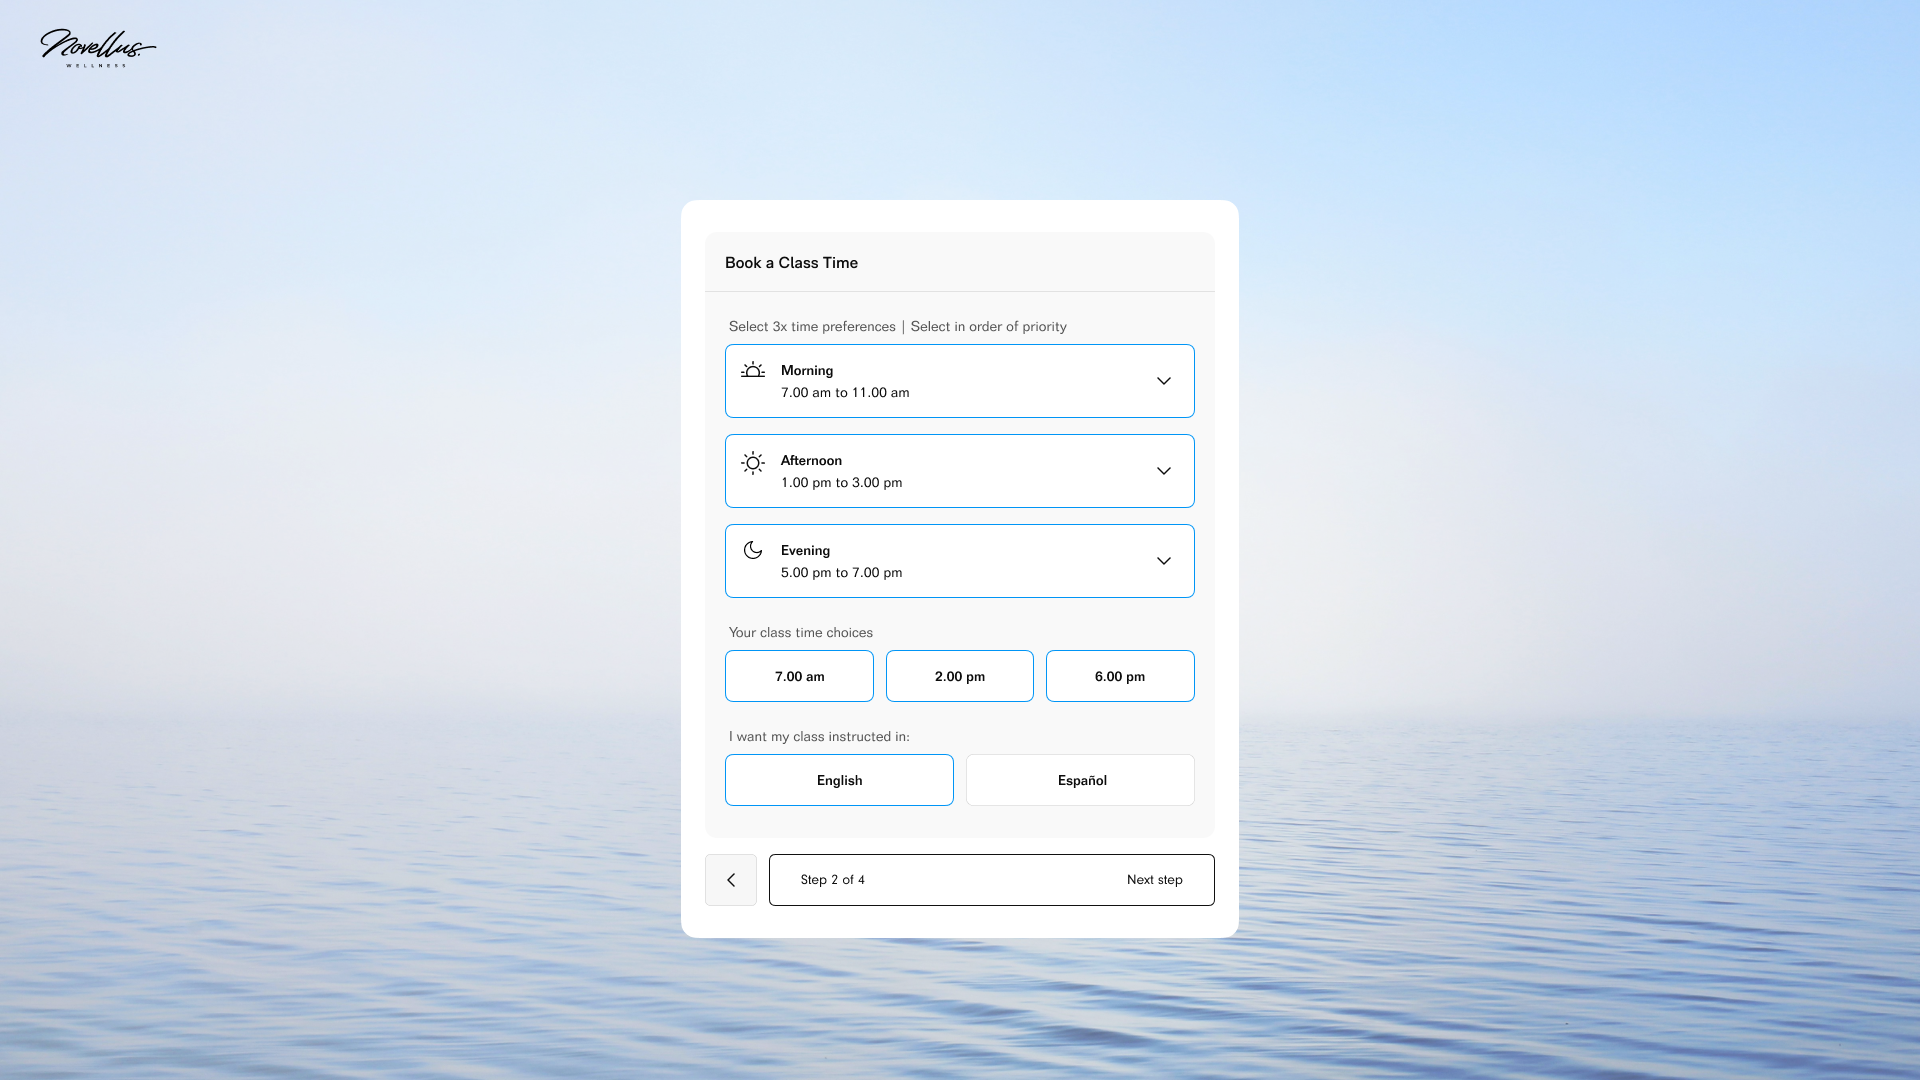 Novellus.
WELLNESS
Book a Class Time
Select 3x time preferences | Select in order of priority
Morning
7.00 am to 11.00 am
Afternoon
1.00 pm to 3.00 pm
Evening
5.00 pm to 7.00 pm
Your class time choices
7.00 am
2.00 pm
6.00 pm
I want my class instructed in:
English
Español
Step 2 of 4
Next step